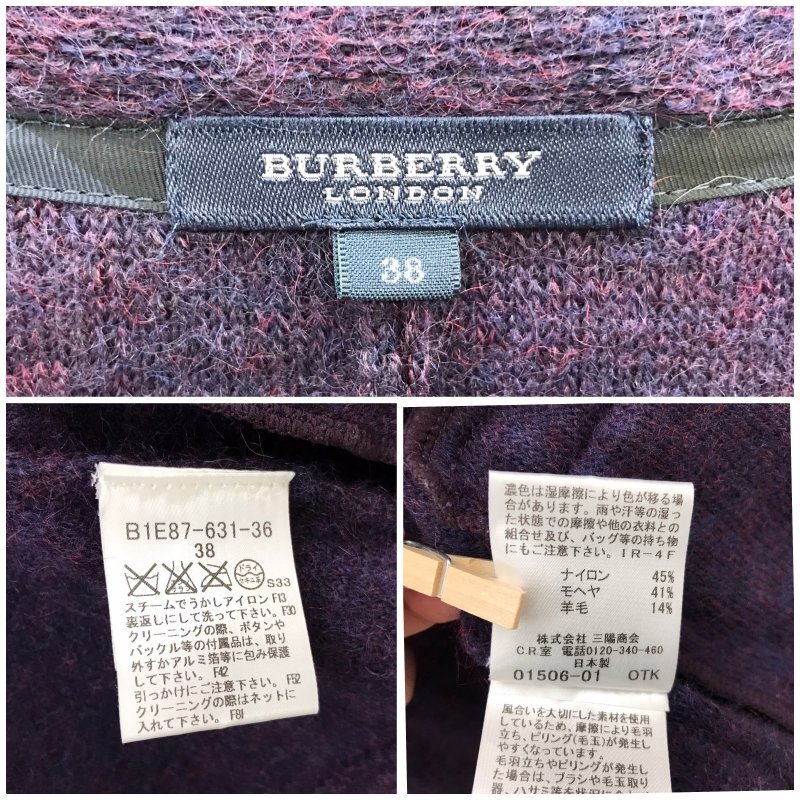 BURBERRY
LONDON
38
B1E87-631-36
38
ドライ
セキユ系
S33
スチームでうかしアイロン F13
裏返しにして洗って下さい。F30
クリーニングの際、ボタンや
バックル等の付属品は、取り
外すかアルミ箔等に包み保護
して下さい。 F42
引っかけにご注意下さい。 F52
クリーニングの際はネットに
入れて下さい。F81
濃色は湿摩擦により色が移る場
合があります。雨や汗等の湿っ
た状態での摩擦や他の衣料との
組合せ及び、バッグ等の持ち物
にもご注意下さい。IR-4F
ナイロン 45%
モヘヤ 41%
羊毛 14%
株式会社 三陽商会
C.R.室 電話0120-340-460
日本製
01506-01 OTK
風合いを大切にした素材を使用
しているため、摩擦により毛羽
立ち、ピリング(毛玉)が発生し
やすくなっています。
毛羽立ちやピリングが発生し
た場合は、ブラシや毛玉取り
器、ハサミ等を状況に